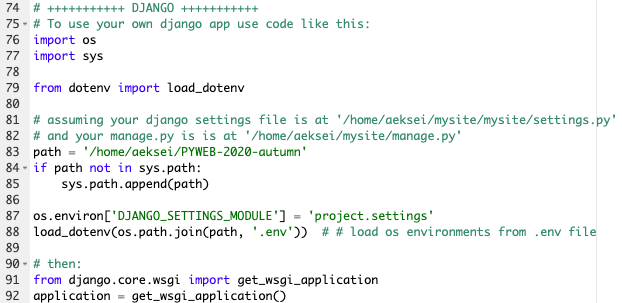 74 # +++++++++++ DJANGO +++++++++++
75 # To use your own django app use code like this:
76 import os
77 import sys
78
79 from dotenv import load_dotenv
80
81 # assuming your django settings file is at '/home/aeksei/mysite/mysite/settings.py'
82 # and your manage.py is is at '/home/aeksei/mysite/manage.py'
83 path = '/home/aeksei/PYWEB-2020-autumn'
84 if path not in sys.path:
85     sys.path.append(path)
86
87 os.environ['DJANGO_SETTINGS_MODULE'] = 'project.settings'
88 load_dotenv(os.path.join(path, '.env'))  # # load os environments from .env file
89
90 # then:
91 from django.core.wsgi import get_wsgi_application
92 application = get_wsgi_application()